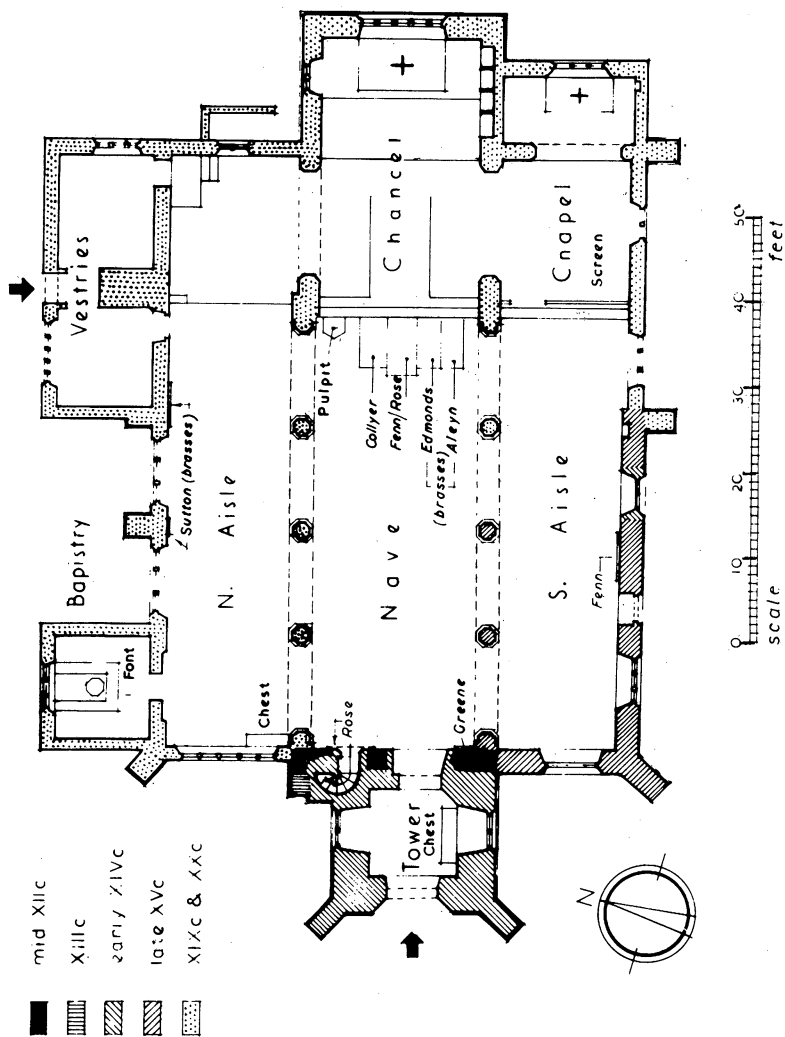 Vestries
Chancel
Cnapel
Screen
Pulpit
Collyer
Fenn/Rose
Edmonds
Aleyn
(brasses)
Sutton (brasses)
Bapistry
N. Aisle
Nave
S. Aisle
Fenn
Font
Chest
Rose
Greene
Tower
Chest
N
0 10 20 30 40 50
scale feet
mid XIIc
XIIIc
early XIVc
late XVc
XIXc & XXc